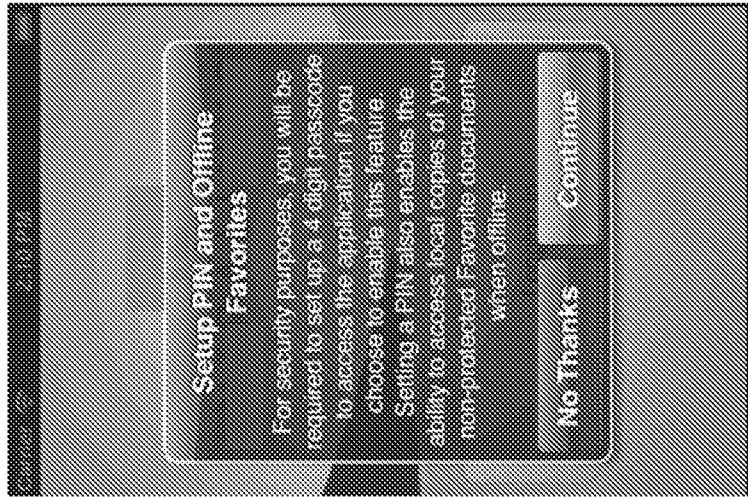 Setup PIN and Offline
Favorites
For security purposes, you will be
required to set up a 4 digit passcode
to access the application if you
choose to enable this feature.
Setting a PIN also enables the
ability to access local copies of your
non-protected Favorite documents
when offline.
No Thanks
Continue